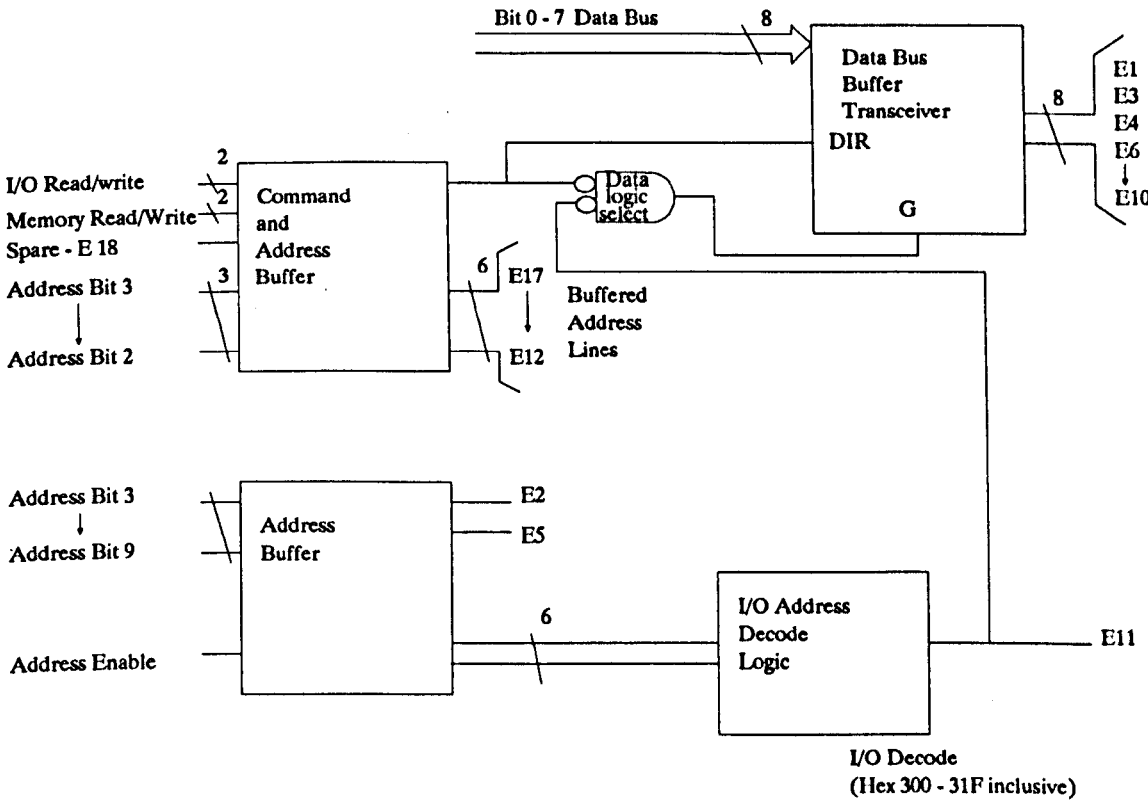 Bit 0 - 7 Data Bus
8
Data Bus
Buffer
Transceiver
DIR
G
8
E1
E3
E4
E6
E10
2
I/O Read/write
2
Memory Read/Write
Spare - E 18
3
Address Bit 3
Address Bit 2
Command
and
Address
Buffer
Data
logic
select
6
E17
E12
Buffered
Address
Lines
Address Bit 3
Address Bit 9
Address Enable
Address
Buffer
E2
E5
6
I/O Address
Decode
Logic
E11
I/O Decode
(Hex 300 - 31F inclusive)